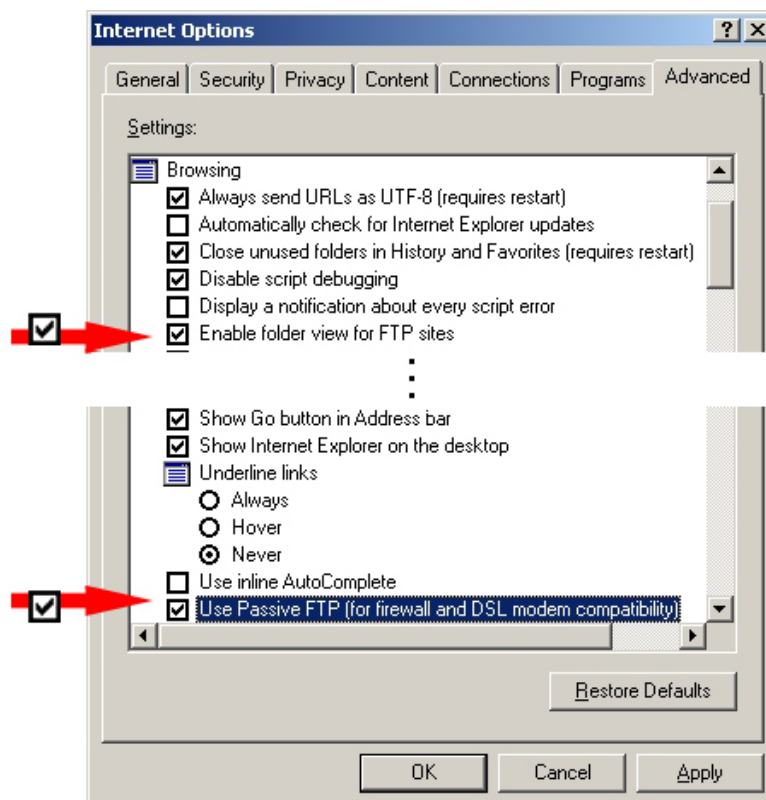 Internet Options
General Security Privacy Content Connections Programs Advanced
Settings:
Browsing
Always send URLs as UTF-8 (requires restart)
Automatically check for Internet Explorer updates
Close unused folders in History and Favorites (requires restart)
Disable script debugging
Display a notification about every script error
Enable folder view for FTP sites
Show Go button in Address bar
Show Internet Explorer on the desktop
Underline links
Always
Hover
Never
Use inline AutoComplete
Use Passive FTP (for firewall and DSL modem compatibility)
Restore Defaults
OK Cancel Apply